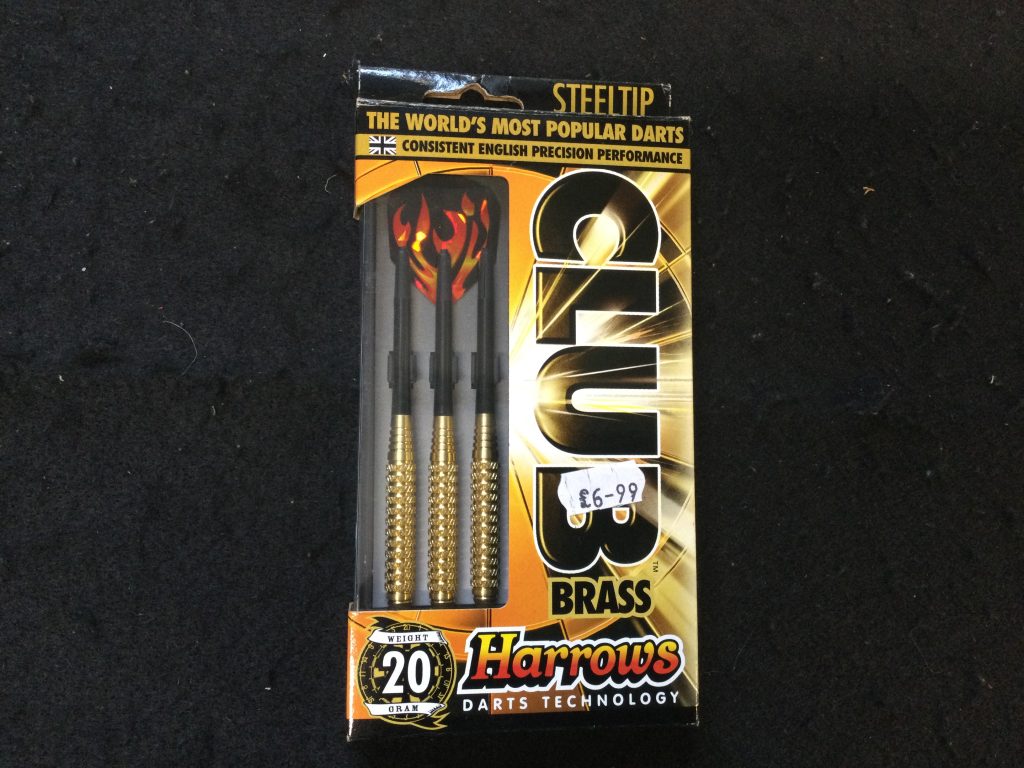 STEELTIP
THE WORLD'S MOST POPULAR DARTS
CONSISTENT ENGLISH PRECISION PERFORMANCE
CLUB™
£6-99
BRASS
WEIGHT
20
GRAM
Harrows
DARTS TECHNOLOGY